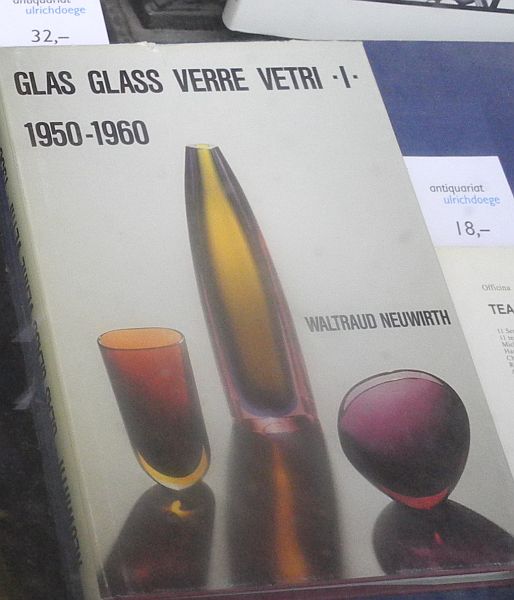 antiquariat
ulrichdoege
32,–
GLAS GLASS VERRE VETRI ·I·
1950-1960
WALTRAUD NEUWIRTH
antiquariat
ulrichdoege
18,–
Officina
TEA